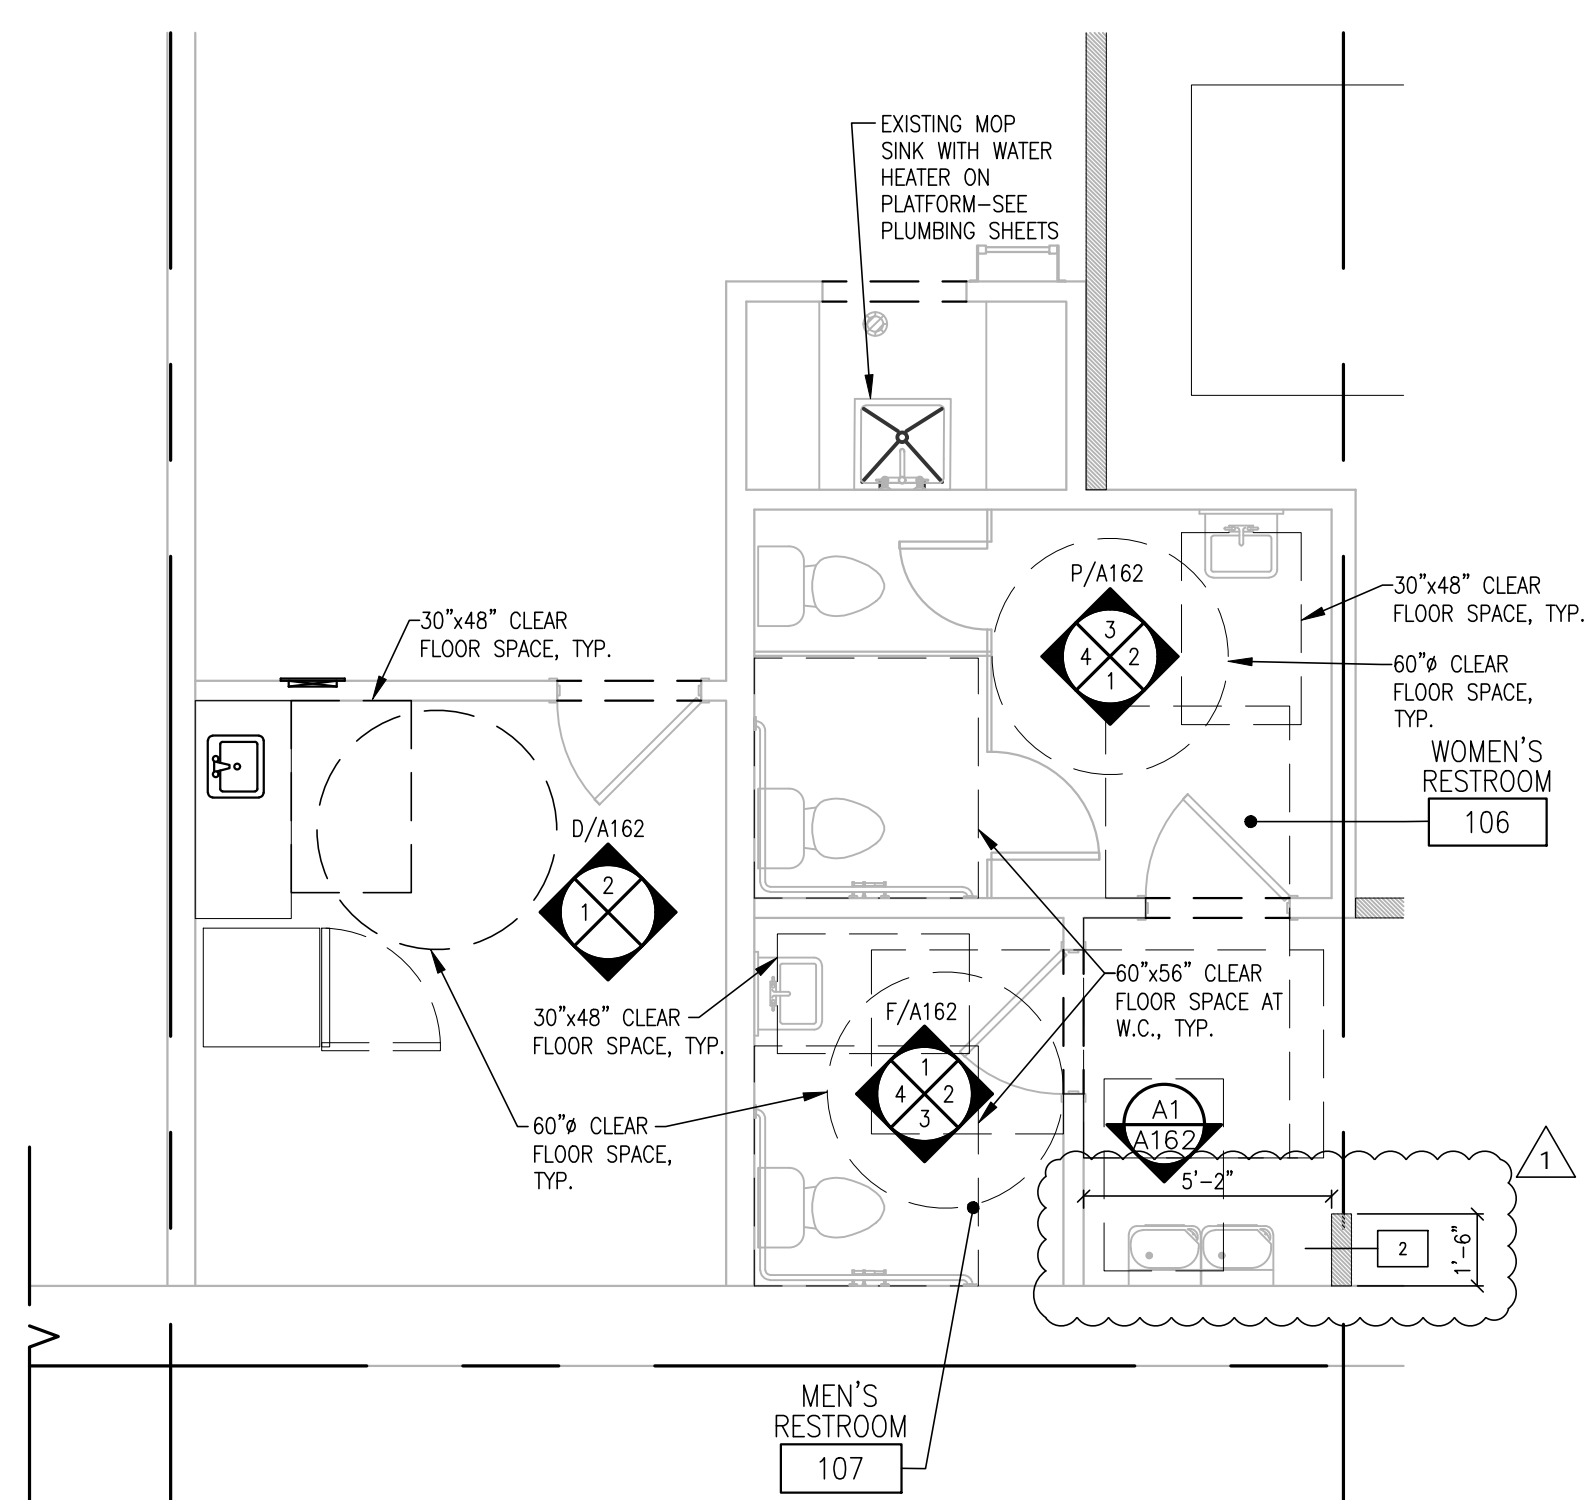 EXISTING MOP
SINK WITH WATER
HEATER ON
PLATFORM-SEE
PLUMBING SHEETS
P/A162
3
4
2
1
30"x48" CLEAR
FLOOR SPACE, TYP.
60"ø CLEAR
FLOOR SPACE,
TYP.
WOMEN'S
RESTROOM
106
30"x48" CLEAR
FLOOR SPACE, TYP.
D/A162
2
1
30"x48" CLEAR
FLOOR SPACE, TYP.
60"ø CLEAR
FLOOR SPACE,
TYP.
F/A162
1
4
2
3
60"x56" CLEAR
FLOOR SPACE AT
W.C., TYP.
A1
A162
5'-2"
1
2
1'-6"
MEN'S
RESTROOM
107